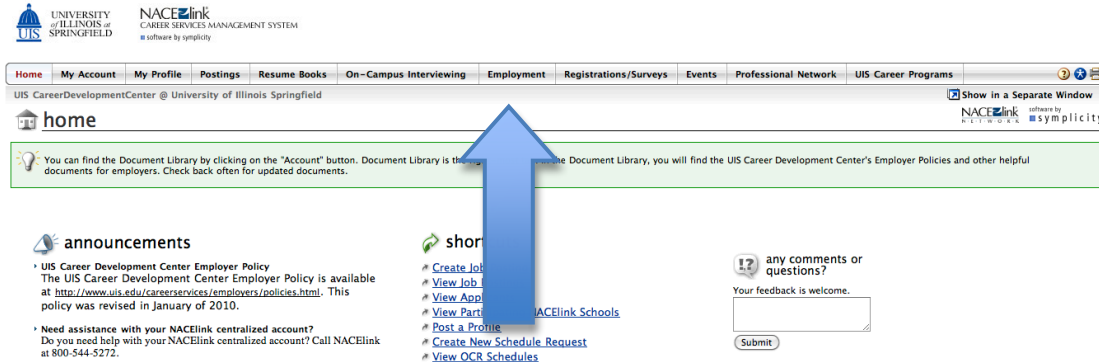 UNIVERSITY
of ILLINOIS at
SPRINGFIELD
UIS
NACElink
CAREER SERVICES MANAGEMENT SYSTEM
software by symplicity
Home My Account My Profile Postings Resume Books On-Campus Interviewing Employment Registrations/Surveys Events Professional Network UIS Career Programs
UIS CareerDevelopmentCenter @ University of Illinois Springfield
Show in a Separate Window
home
NACElink software by
NETWORK symplicity
You can find the Document Library by clicking on the "Account" button. Document Library is the Document Library, you will find the UIS Career Development Center's Employer Policies and other helpful
documents for employers. Check back often for updated documents.
announcements
UIS Career Development Center Employer Policy
The UIS Career Development Center Employer Policy is available
at http://www.uis.edu/careerservices/employers/policies.html. This
policy was revised in January of 2010.
Need assistance with your NACElink centralized account?
Do you need help with your NACElink centralized account? Call NACElink
at 800-544-5272.
Create Job
View Job
View
View NACElink Schools
Post a Profile
Create New Schedule Request
View OCR Schedules
any comments or
questions?
Your feedback is welcome.
Submit